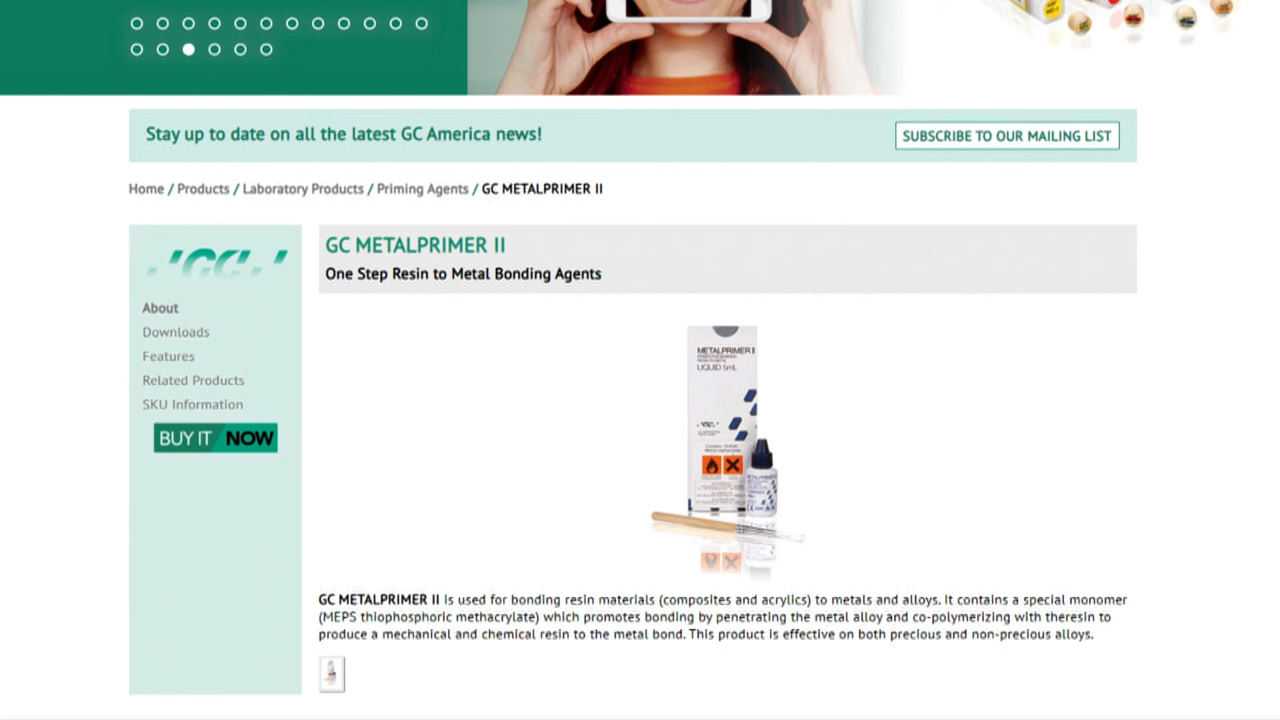 Stay up to date on all the latest GC America news!
SUBSCRIBE TO OUR MAILING LIST
Home / Products / Laboratory Products / Priming Agents / GC METALPRIMER II
GC
About
Downloads
Features
Related Products
SKU Information
BUY IT NOW
GC METALPRIMER II
One Step Resin to Metal Bonding Agents
METALPRIMER II
LIQUID 5mL
GC METALPRIMER II is used for bonding resin materials (composites and acrylics) to metals and alloys. It contains a special monomer
(MEPS thiophosphoric methacrylate) which promotes bonding by penetrating the metal alloy and co-polymerizing with theresin to
produce a mechanical and chemical resin to the metal bond. This product is effective on both precious and non-precious alloys.